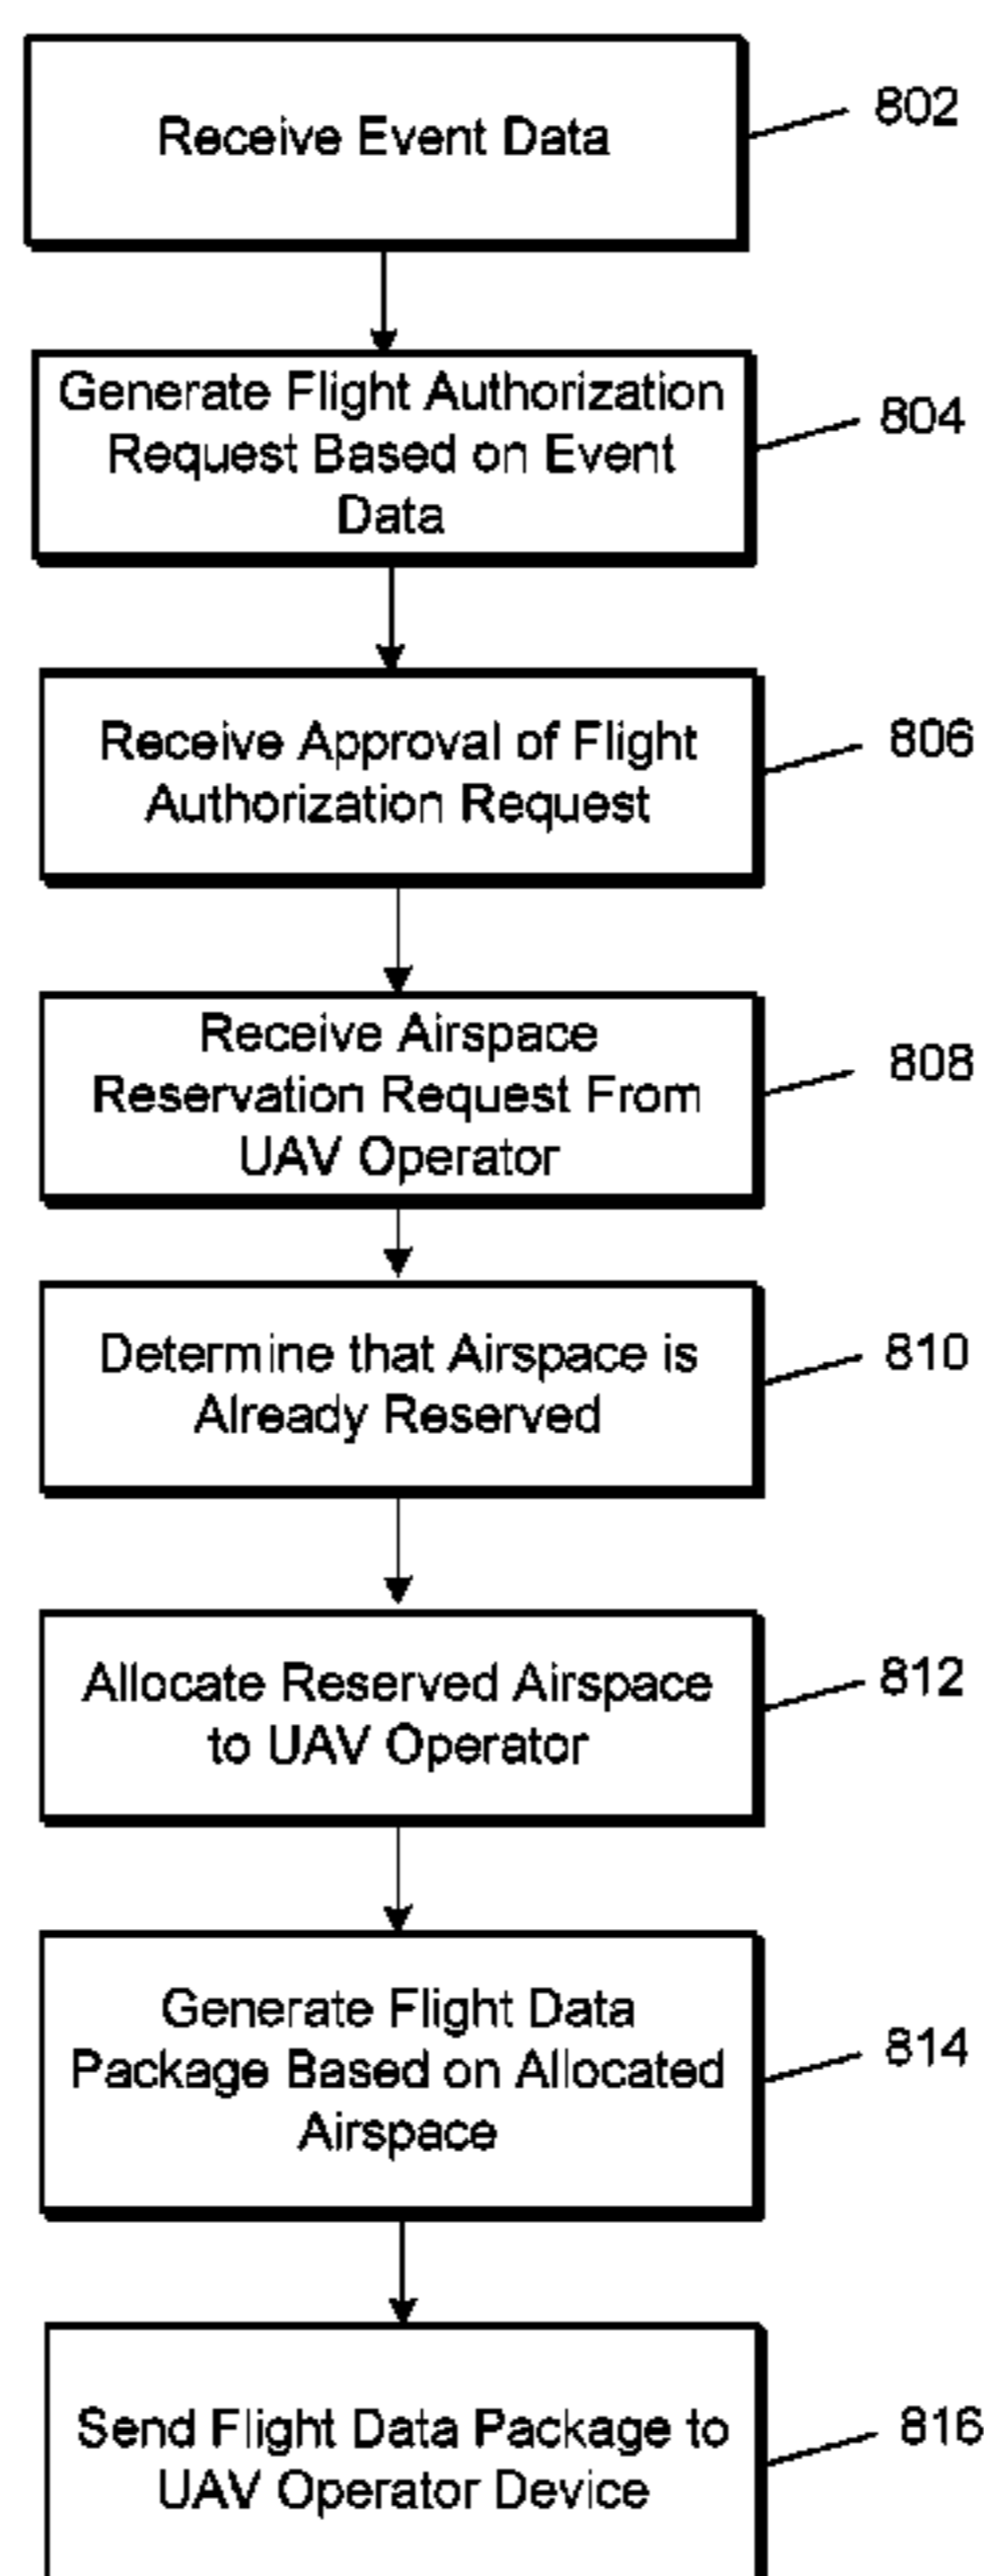 Receive Event Data
802
Generate Flight Authorization
Request Based on Event
Data
804
Receive Approval of Flight
Authorization Request
806
Receive Airspace
Reservation Request From
UAV Operator
808
Determine that Airspace is
Already Reserved
810
Allocate Reserved Airspace
to UAV Operator
812
Generate Flight Data
Package Based on Allocated
Airspace
814
Send Flight Data Package to
UAV Operator Device
816